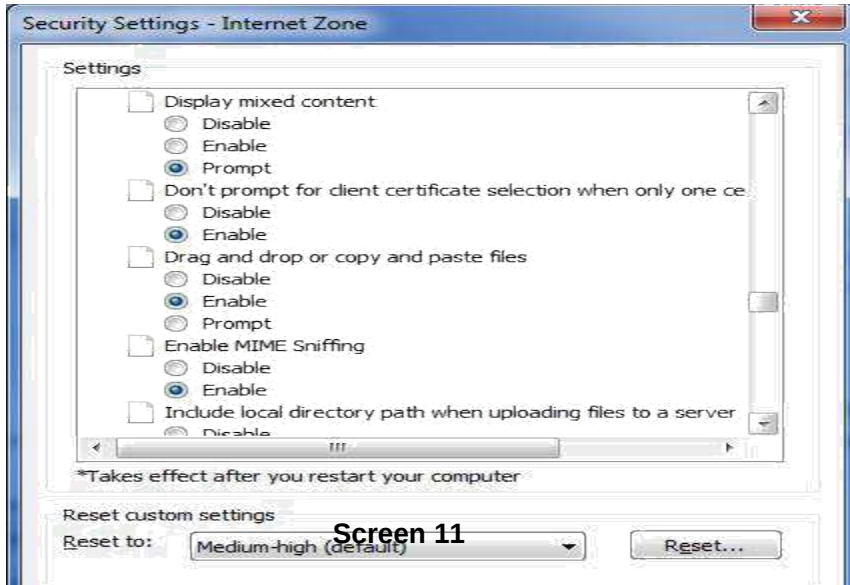 Security Settings - Internet Zone
Settings
Display mixed content
Disable
Enable
Prompt
Don't prompt for client certificate selection when only one ce
Disable
Enable
Drag and drop or copy and paste files
Disable
Enable
Prompt
Enable MIME Sniffing
Disable
Enable
Include local directory path when uploading files to a server
Disable
*Takes effect after you restart your computer
Reset custom settings
Screen 11
Reset to: Medium-high (default) Reset...